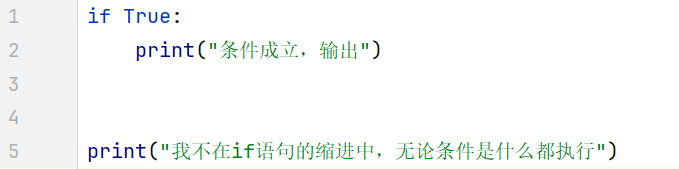 1 if True:
2     print("条件成立，输出")
3
4
5 print("我不在if语句的缩进中，无论条件是什么都执行")